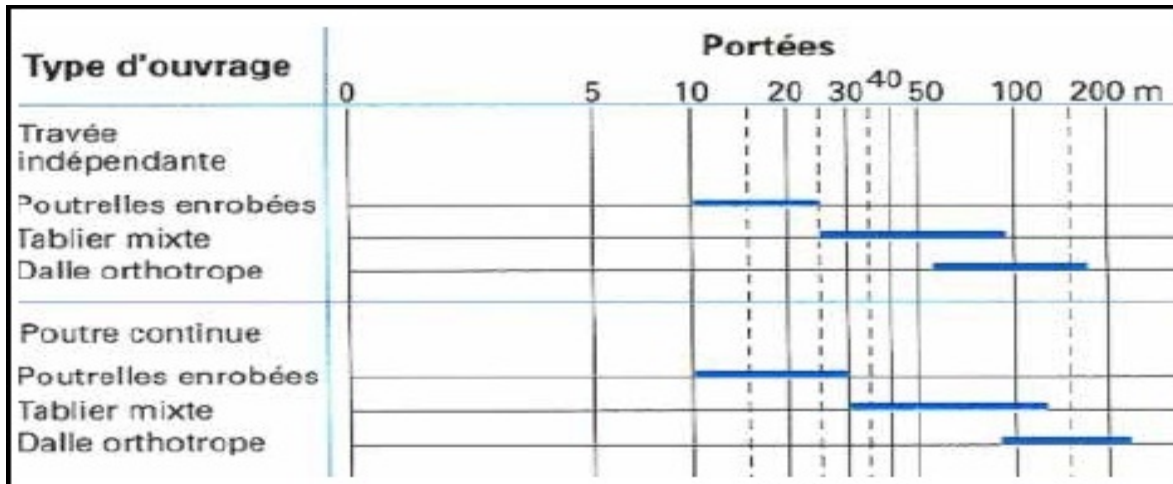 Portées
Type d'ouvrage
0 5 10 20 30 40 50 100 200 m
Travée
indépendante
Poutrelles enrobées
Tablier mixte
Dalle orthotrope
Poutre continue
Poutrelles enrobées
Tablier mixte
Dalle orthotrope